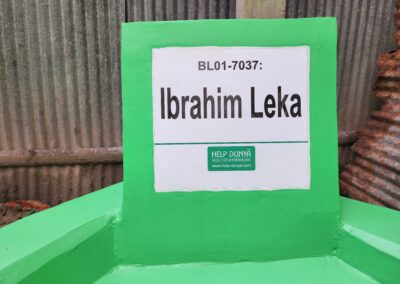 BL01-7037:
Ibrahim Leka
HELP DUNYA
www.help-dunya.com